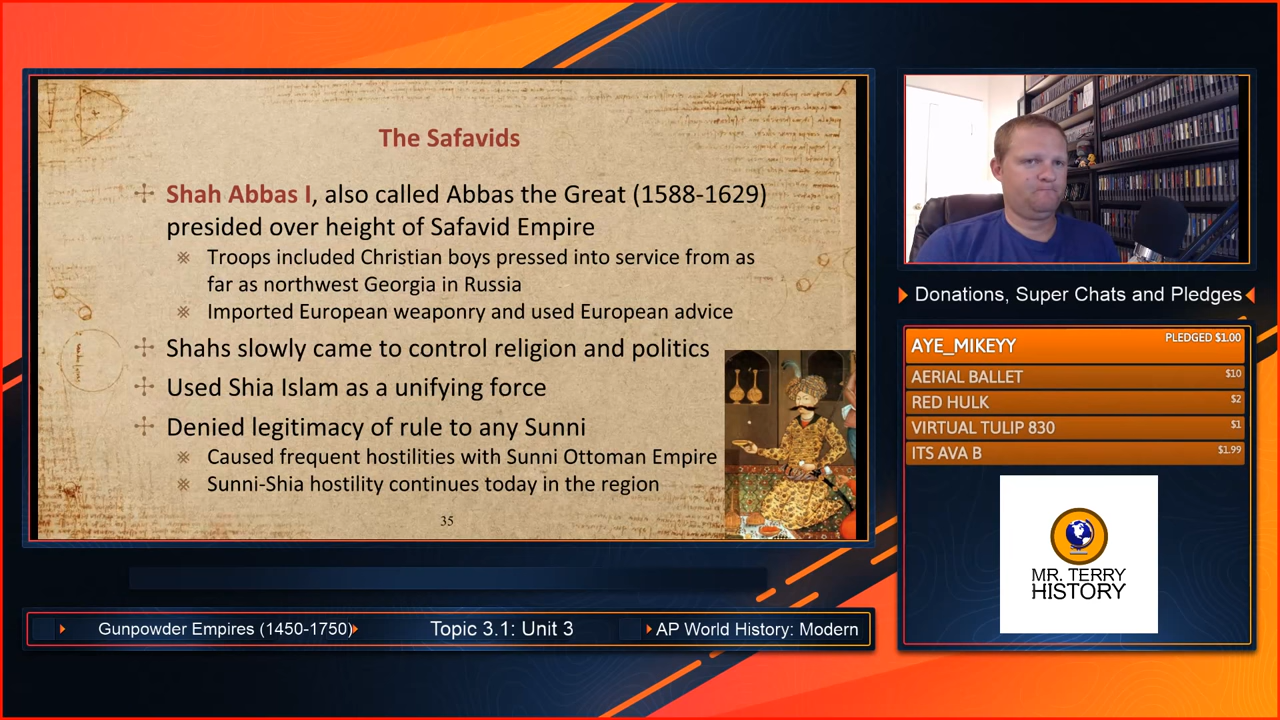 The Safavids
Shah Abbas I, also called Abbas the Great (1588-1629)
presided over height of Safavid Empire
Troops included Christian boys pressed into service from as
far as northwest Georgia in Russia
Imported European weaponry and used European advice
Shahs slowly came to control religion and politics
Used Shia Islam as a unifying force
Denied legitimacy of rule to any Sunni
Caused frequent hostilities with Sunni Ottoman Empire
Sunni-Shia hostility continues today in the region
35
Donations, Super Chats and Pledges
AYE_MIKEYY PLEDGED $1.00
AERIAL BALLET $10
RED HULK $2
VIRTUAL TULIP 830 $1
ITS AVA B $1.99
MR. TERRY
HISTORY
Gunpowder Empires (1450-1750) Topic 3.1: Unit 3 AP World History: Modern